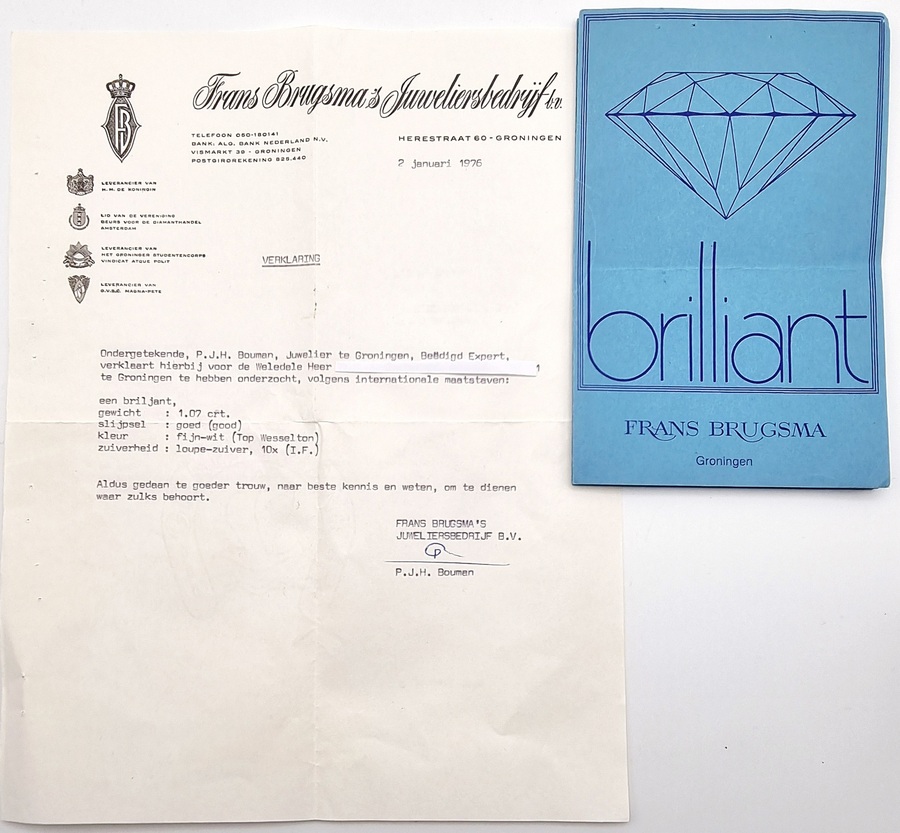 Frans Brugsma's Juweliersbedrijf b.v.
TELEFOON 050-180141
BANK: ALG. BANK NEDERLAND N.V.
VISMARKT 39 - GRONINGEN
POSTGIROREKENING 825.440
HERESTRAAT 60 - GRONINGEN
2 januari 1976
LEVERANCIER VAN
H.M. DE KONINGIN
LID VAN DE VERENIGING
BEURS VOOR DE DIAMANTHANDEL
AMSTERDAM
LEVERANCIER VAN
HET GRONINGER STUDENTENCORPS
VINDICAT ATQUE POLIT
LEVERANCIER VAN
G.V.S.C. MAGNA-PETE
VERKLARING
Ondergetekende, P.J.H. Bouman, Juwelier te Groningen, Beëdigd Expert,
verklaart hierbij voor de Weledele Heer 1
te Groningen te hebben onderzocht, volgens internationale maatstaven:
een briljant,
gewicht : 1.07 crt.
slijpsel : goed (good)
kleur : fijn-wit (Top Wesselton)
zuiverheid : loupe-zuiver, 10x (I.F.)
Aldus gedaan te goeder trouw, naar beste kennis en weten, om te dienen
waar zulks behoort.
FRANS BRUGSMA'S
JUWELIERSBEDRIJF B.V.
P.J.H. Bouman
brilliant
FRANS BRUGSMA
Groningen